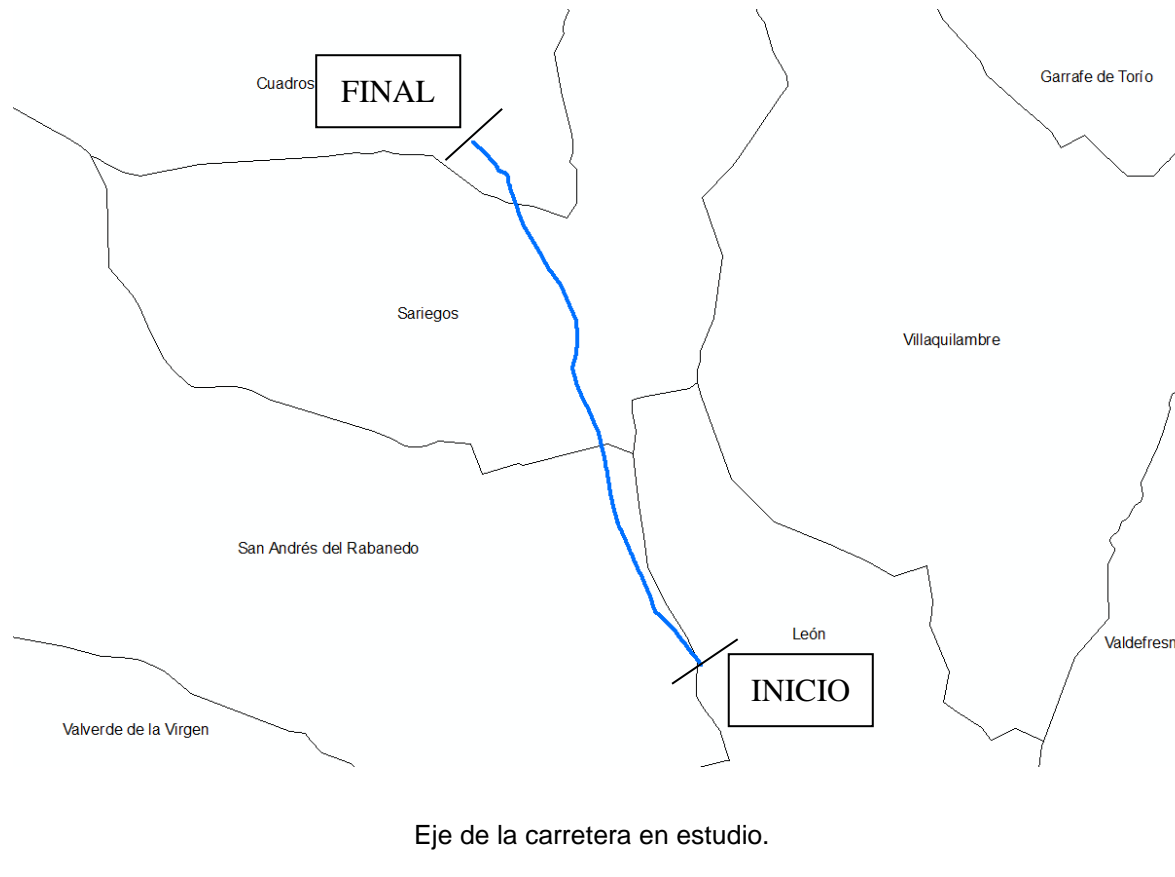 Garrafe de Torío
Cuadros
FINAL
Sariegos
Villaquilambre
San Andrés del Rabanedo
León
Valdefresn
INICIO
Valverde de la Virgen
Eje de la carretera en estudio.